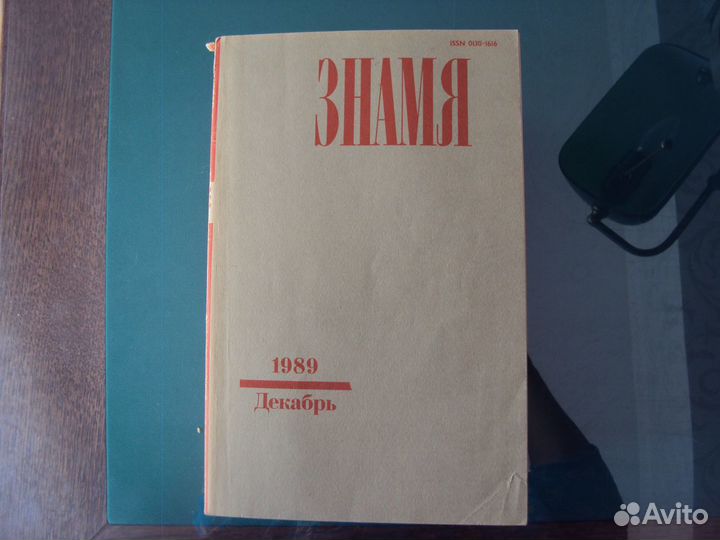 ISSN 0130-1616
ЗНАМЯ
1989
Декабрь
Avito